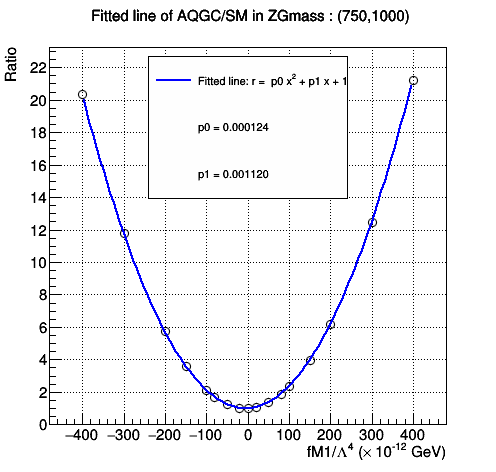 Fitted line of AQGC/SM in ZGmass : (750,1000)
Ratio
Fitted line: r = p0 x² + p1 x + 1
p0 = 0.000124
p1 = 0.001120
22
20
18
16
14
12
10
8
6
4
2
0
−400 −300 −200 −100 0 100 200 300 400
fM1/Λ⁴ (× 10⁻¹² GeV)